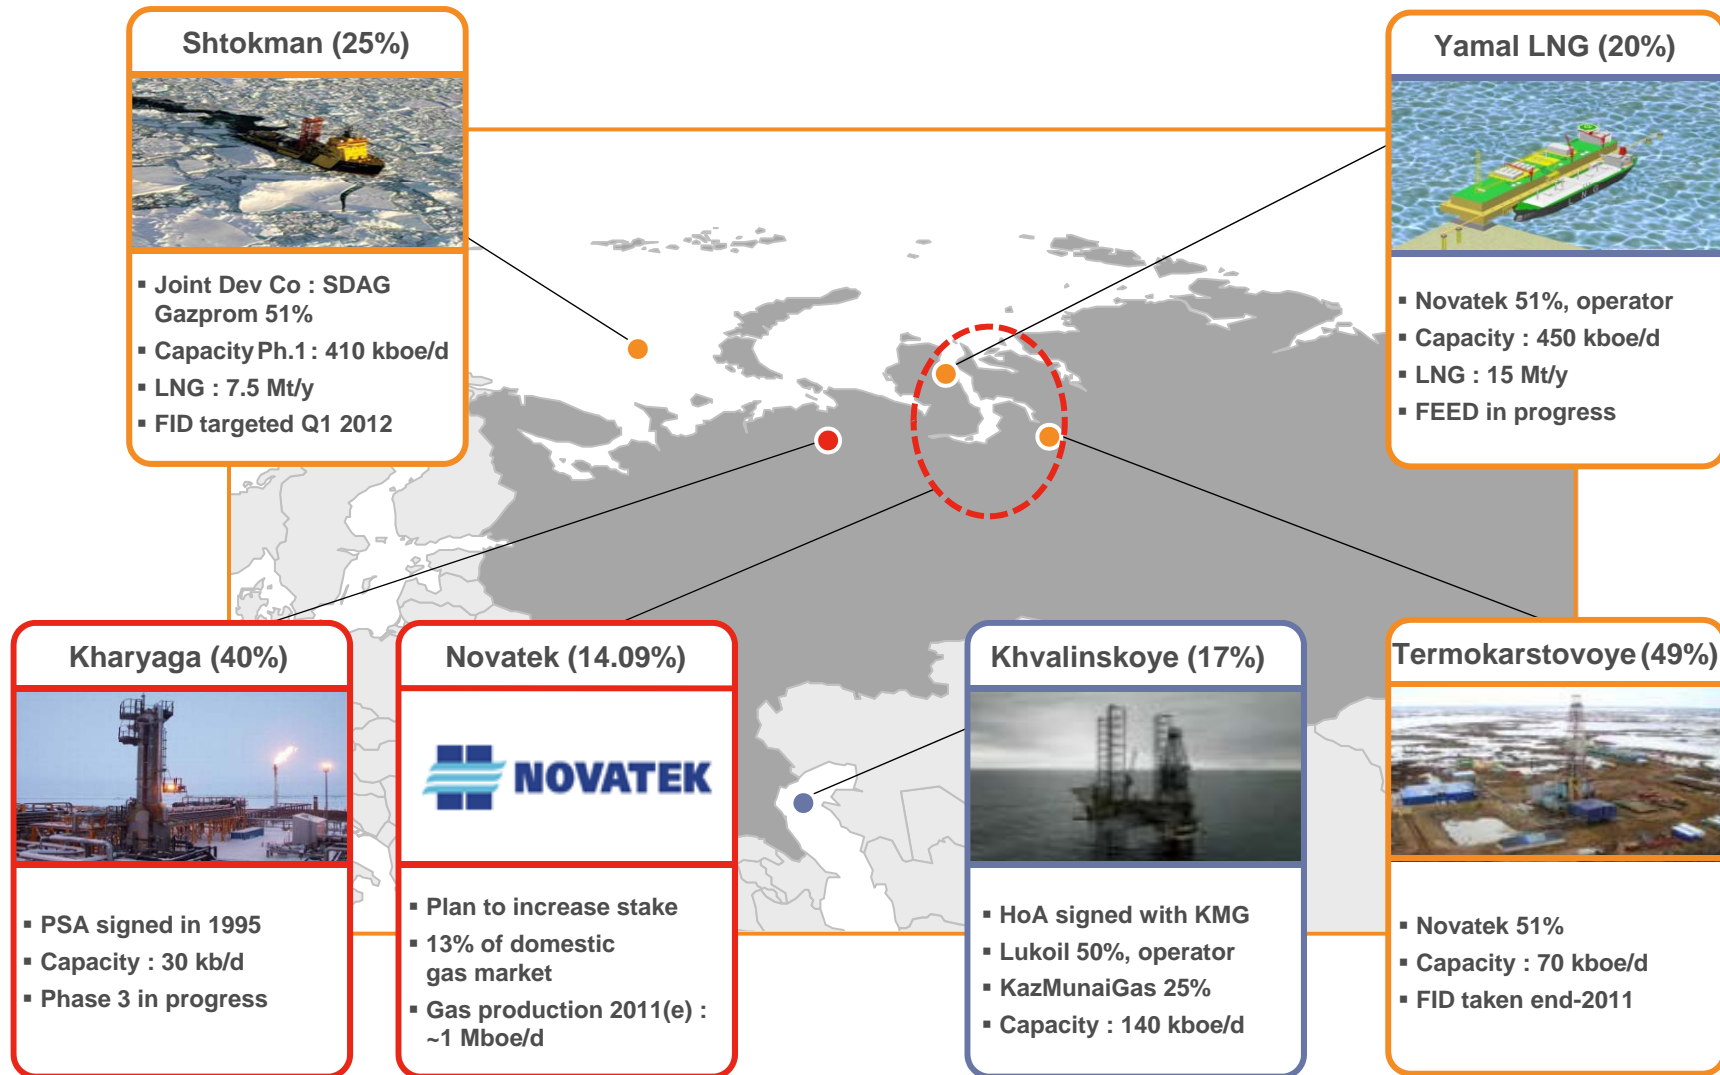 Shtokman (25%)
▪ Joint Dev Co : SDAG
Gazprom 51%
▪ Capacity Ph.1 : 410 kboe/d
▪ LNG : 7.5 Mt/y
▪ FID targeted Q1 2012
Yamal LNG (20%)
L N G
▪ Novatek 51%, operator
▪ Capacity : 450 kboe/d
▪ LNG : 15 Mt/y
▪ FEED in progress
Kharyaga (40%)
▪ PSA signed in 1995
▪ Capacity : 30 kb/d
▪ Phase 3 in progress
Novatek (14.09%)
NOVATEK
▪ Plan to increase stake
▪ 13% of domestic
gas market
▪ Gas production 2011(e) :
~1 Mboe/d
Khvalinskoye (17%)
▪ HoA signed with KMG
▪ Lukoil 50%, operator
▪ KazMunaiGas 25%
▪ Capacity : 140 kboe/d
Termokarstovoye (49%)
▪ Novatek 51%
▪ Capacity : 70 kboe/d
▪ FID taken end-2011